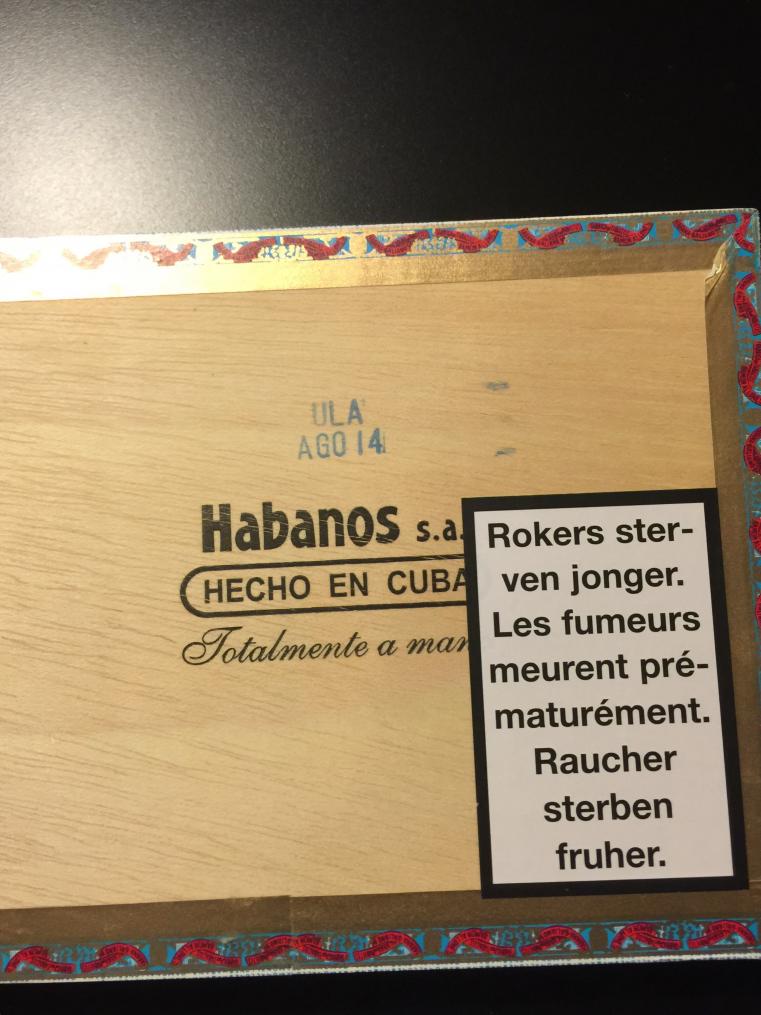 ULA
AGO 14
Habanos s.a.
HECHO EN CUBA
Totalmente a man
Rokers ster-
ven jonger.
Les fumeurs
meurent pré-
maturément.
Raucher
sterben
fruher.